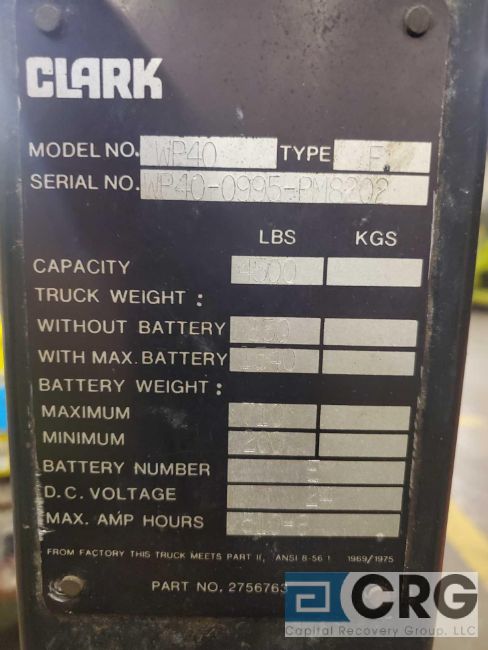 CLARK
MODEL NO. WP40 TYPE E
SERIAL NO. WP40-0995-PM8202
LBS KGS
CAPACITY 4500
TRUCK WEIGHT :
WITHOUT BATTERY
WITH MAX. BATTERY
BATTERY WEIGHT :
MAXIMUM
MINIMUM 200
BATTERY NUMBER
D.C. VOLTAGE 24
MAX. AMP HOURS
FROM FACTORY THIS TRUCK MEETS PART II, ANSI B-56 1 1969/1975
PART NO. 2756763
CRG
Capital Recovery Group, LLC